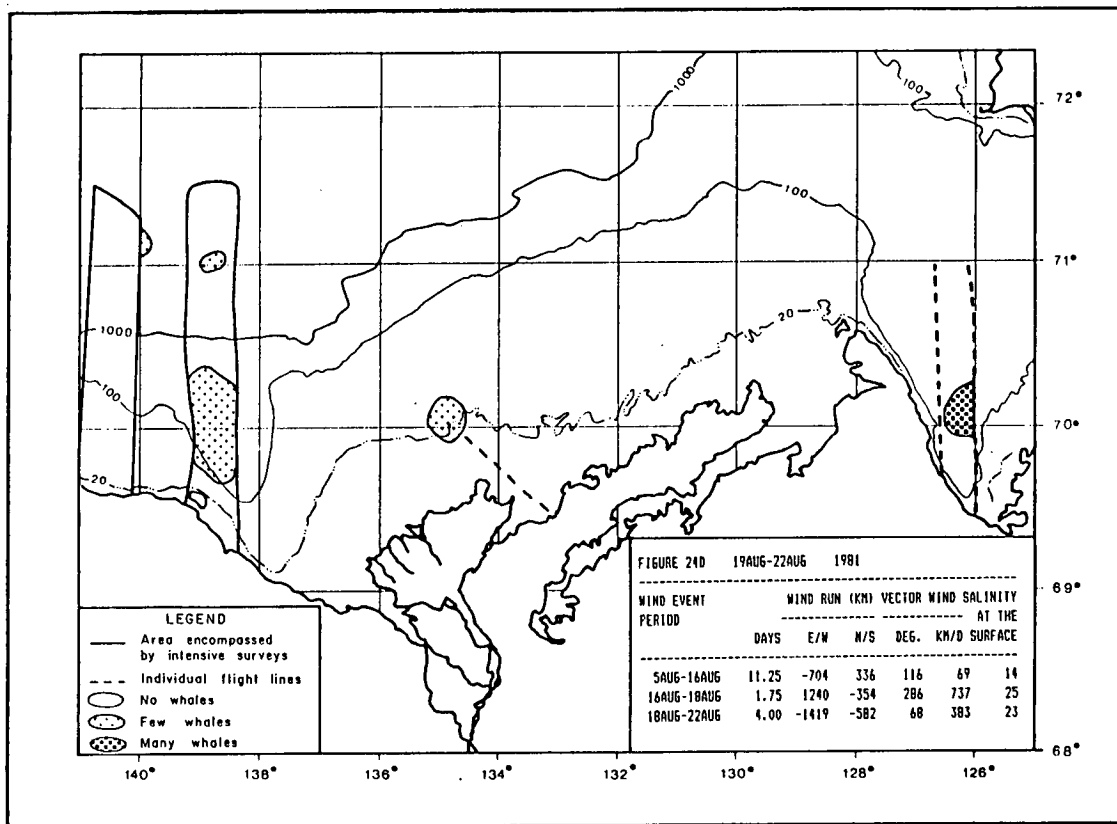 1000
100
72°
100
71°
1000
100
20
70°
20
FIGURE 24D 19AUG-22AUG 1981
WIND EVENT WIND RUN (KM) VECTOR WIND SALINITY
PERIOD AT THE
DAYS E/W N/S DEG. KM/D SURFACE
5AUG-16AUG 11.25 -704 336 116 69 14
16AUG-18AUG 1.75 1240 -354 286 737 25
18AUG-22AUG 4.00 -1419 -582 68 383 23
69°
LEGEND
Area encompassed
by intensive surveys
Individual flight lines
No whales
Few whales
Many whales
68°
140° 138° 136° 134° 132° 130° 128° 126°